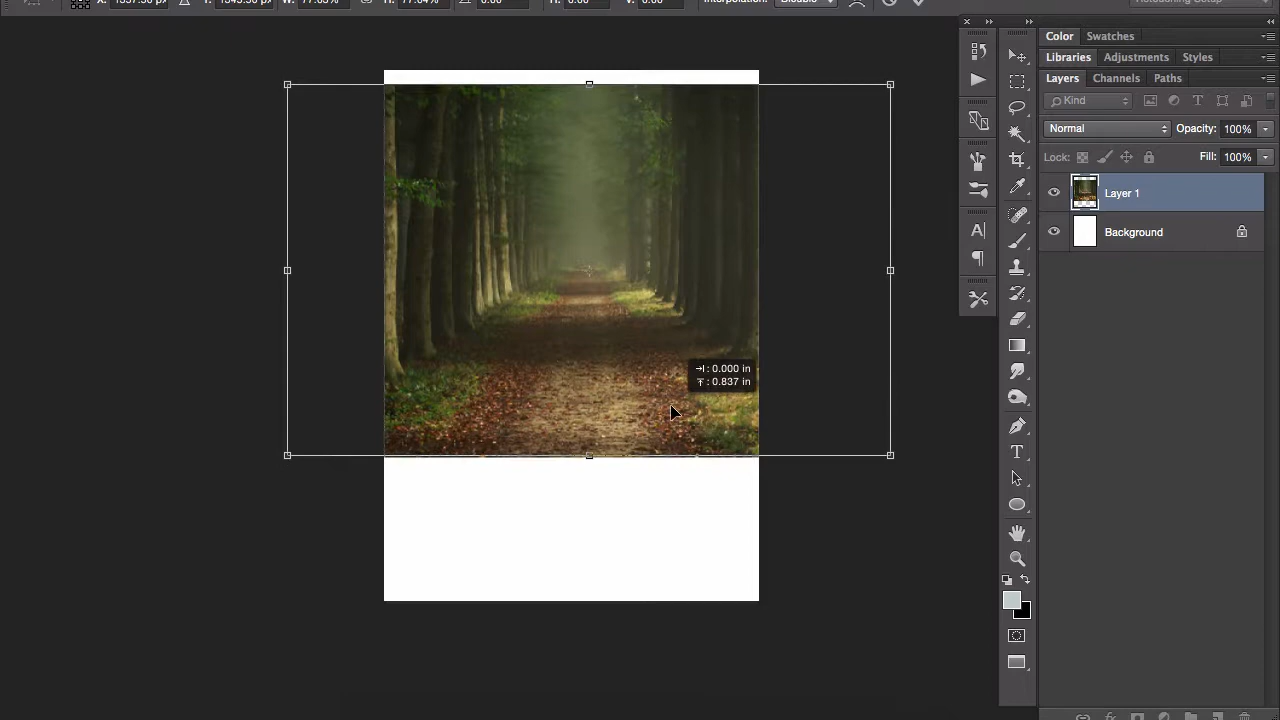 Color Swatches
Libraries Adjustments Styles
Layers Channels Paths
Kind
Normal Opacity: 100%
Lock: Fill: 100%
Layer 1
Background
: 0.000 in
: 0.837 in